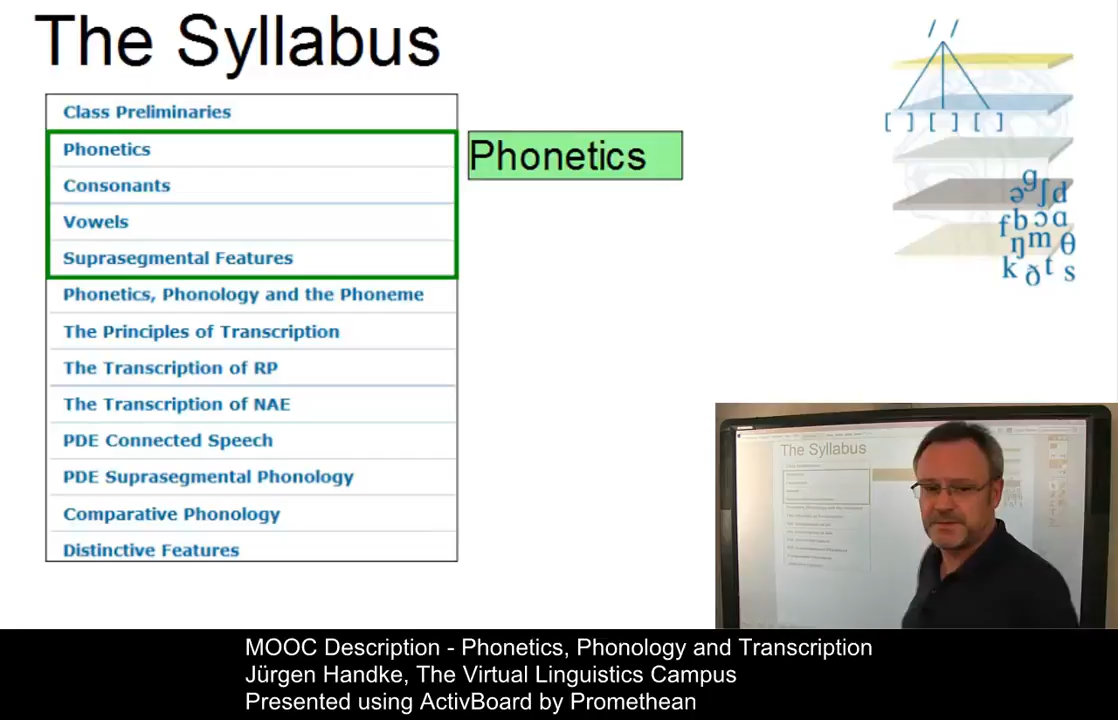 The Syllabus
Class Preliminaries
Phonetics
Consonants
Vowels
Suprasegmental Features
Phonetics, Phonology and the Phoneme
The Principles of Transcription
The Transcription of RP
The Transcription of NAE
PDE Connected Speech
PDE Suprasegmental Phonology
Comparative Phonology
Distinctive Features
Phonetics
/ /
[ ] [ ] [ ]
ə g ʃ d
f b ɔ ɑ
ŋ m θ
k ð t s
The Syllabus
MOOC Description - Phonetics, Phonology and Transcription
Jürgen Handke, The Virtual Linguistics Campus
Presented using ActivBoard by Promethean